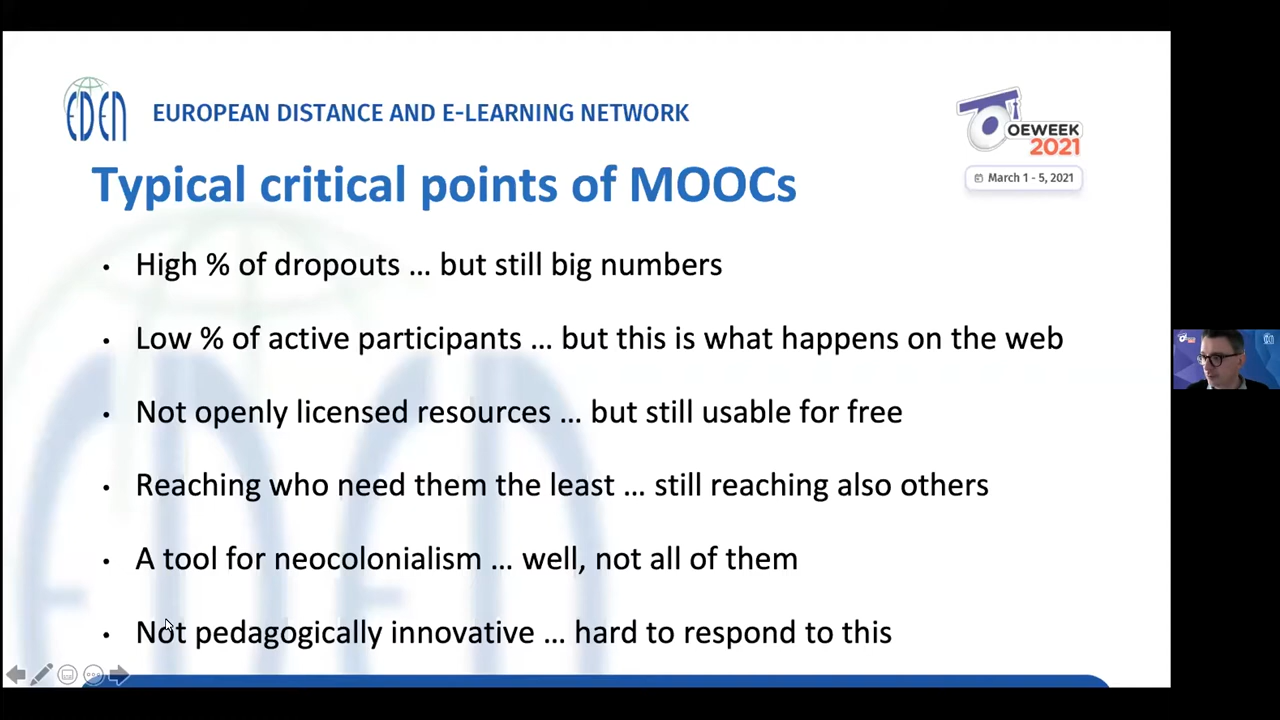 EDEN
EUROPEAN DISTANCE AND E-LEARNING NETWORK
OEWEEK
2021
March 1 - 5, 2021
Typical critical points of MOOCs
• High % of dropouts ... but still big numbers
• Low % of active participants ... but this is what happens on the web
• Not openly licensed resources ... but still usable for free
• Reaching who need them the least ... still reaching also others
• A tool for neocolonialism ... well, not all of them
• Not pedagogically innovative ... hard to respond to this